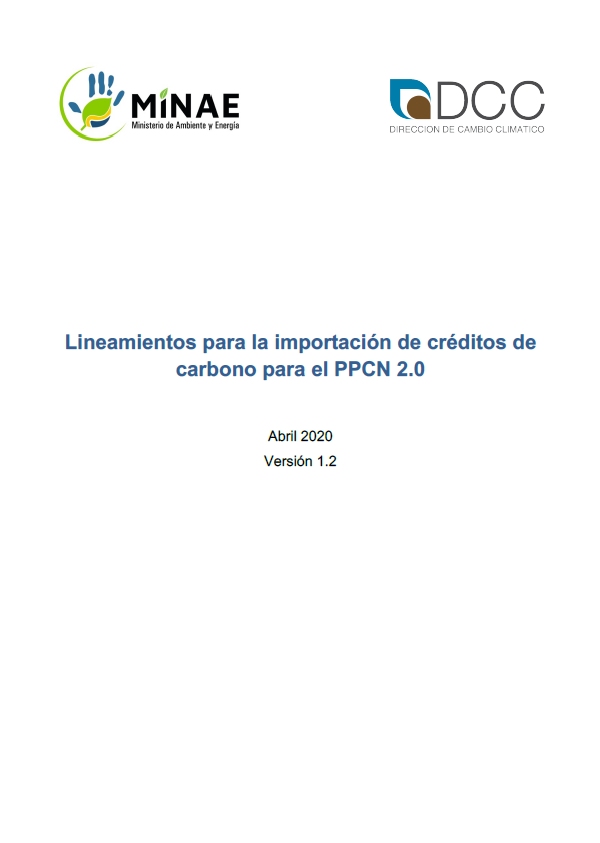 MINAE
Ministerio de Ambiente y Energía
DCC
DIRECCION DE CAMBIO CLIMATICO
Lineamientos para la importación de créditos de
carbono para el PPCN 2.0
Abril 2020
Versión 1.2